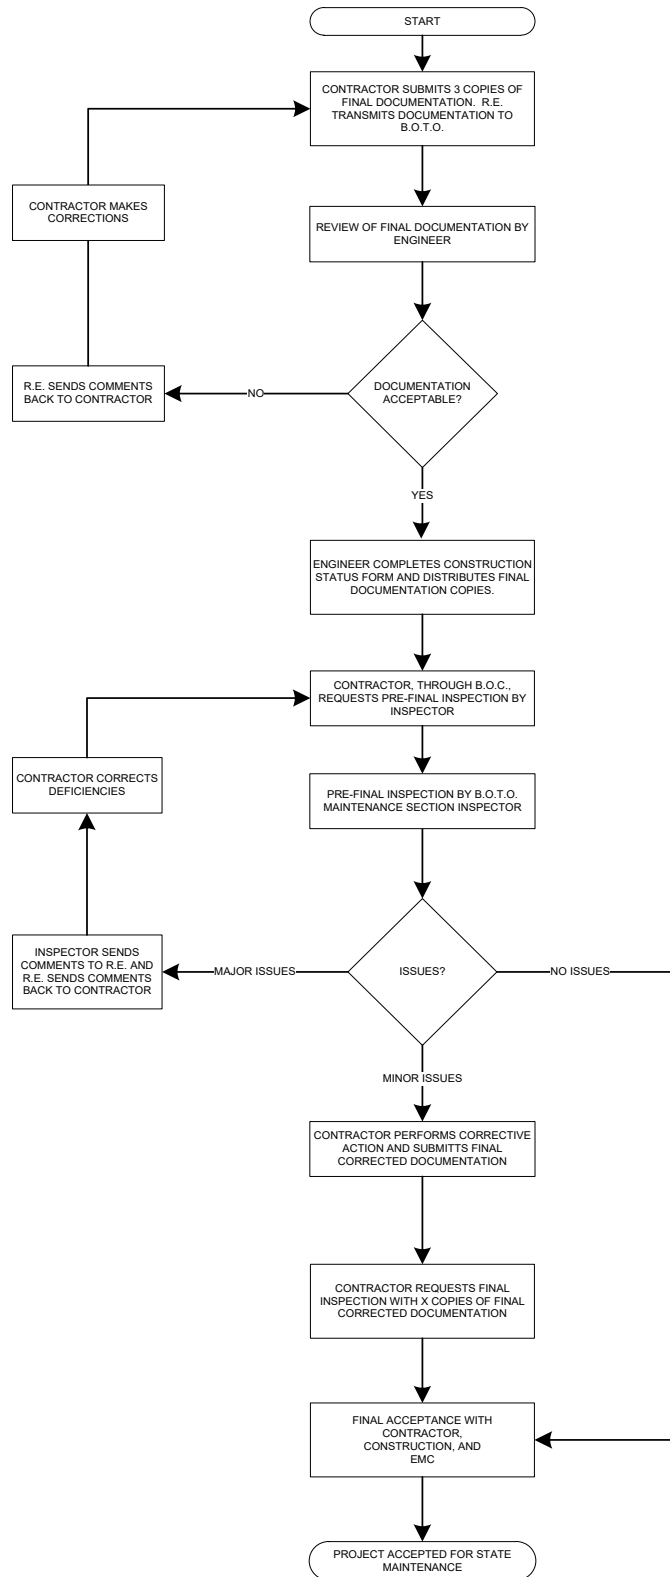 START
CONTRACTOR SUBMITS 3 COPIES OF
FINAL DOCUMENTATION. R.E.
TRANSMITS DOCUMENTATION TO
B.O.T.O.
CONTRACTOR MAKES
CORRECTIONS
REVIEW OF FINAL DOCUMENTATION BY
ENGINEER
DOCUMENTATION
ACCEPTABLE?
NO
R.E. SENDS COMMENTS
BACK TO CONTRACTOR
YES
ENGINEER COMPLETES CONSTRUCTION
STATUS FORM AND DISTRIBUTES FINAL
DOCUMENTATION COPIES.
CONTRACTOR, THROUGH B.O.C.,
REQUESTS PRE-FINAL INSPECTION BY
INSPECTOR
CONTRACTOR CORRECTS
DEFICIENCIES
PRE-FINAL INSPECTION BY B.O.T.O.
MAINTENANCE SECTION INSPECTOR
INSPECTOR SENDS
COMMENTS TO R.E. AND
R.E. SENDS COMMENTS
BACK TO CONTRACTOR
MAJOR ISSUES
ISSUES?
NO ISSUES
MINOR ISSUES
CONTRACTOR PERFORMS CORRECTIVE
ACTION AND SUBMITTS FINAL
CORRECTED DOCUMENTATION
CONTRACTOR REQUESTS FINAL
INSPECTION WITH X COPIES OF FINAL
CORRECTED DOCUMENTATION
FINAL ACCEPTANCE WITH
CONTRACTOR,
CONSTRUCTION, AND
EMC
PROJECT ACCEPTED FOR STATE
MAINTENANCE